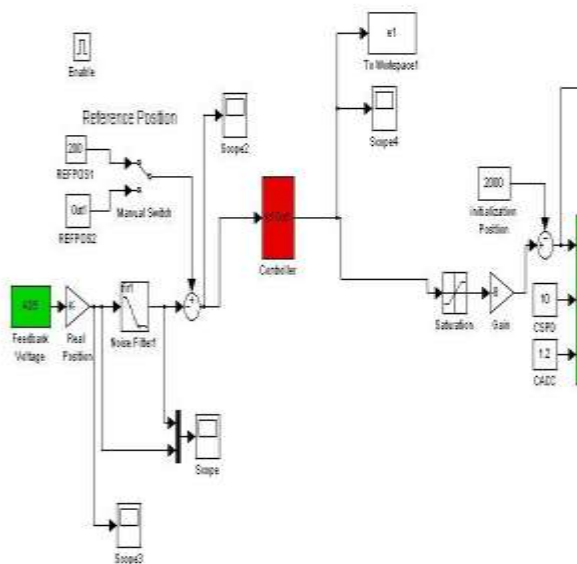 e1
To Workspace1
Enable
Reference Position
Scope2
Scope4
200
REFPOS1
Out1
REFPOS2
Manual Switch
2000
Initialization
Position
Controller
Feedback
Voltage
Real
Position
Noise Filter1
Saturation
Gain
10
CSPD
1.2
CACC
Scope
Scope3